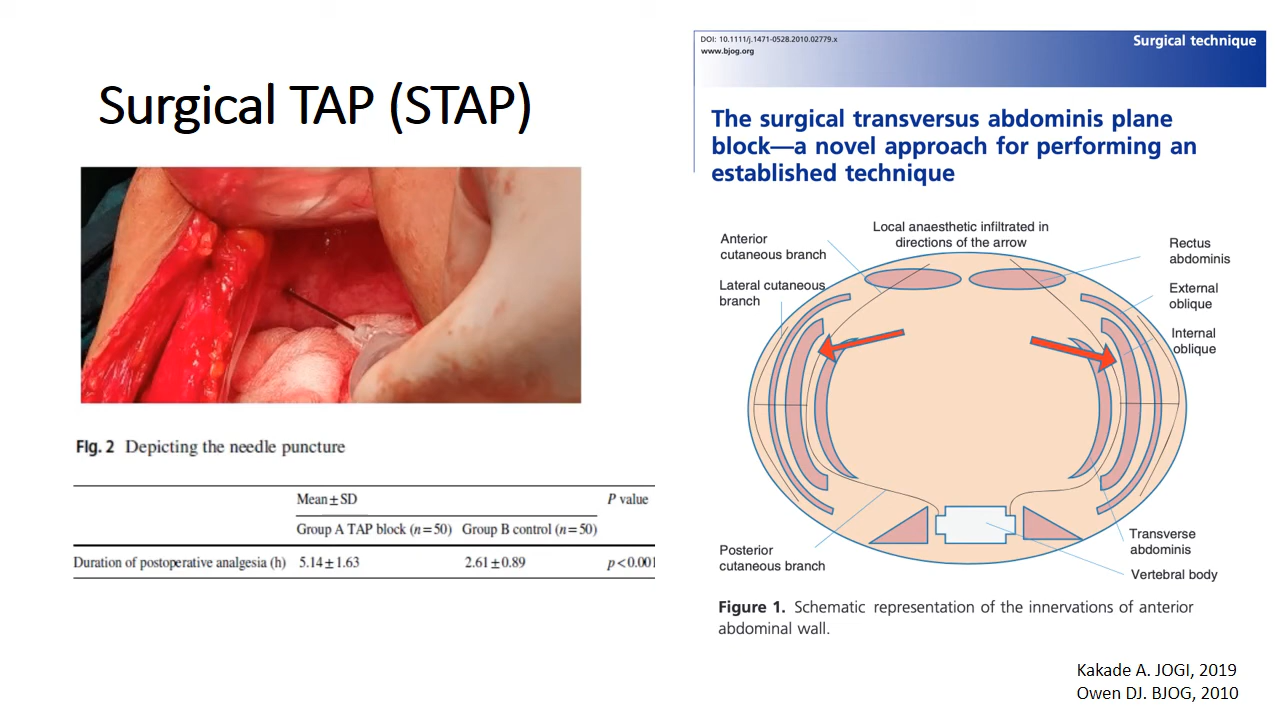 Surgical TAP (STAP)
Fig. 2 Depicting the needle puncture
Mean ± SD P value
Group A TAP block (n = 50) Group B control (n = 50)
Duration of postoperative analgesia (h) 5.14 ± 1.63 2.61 ± 0.89 p < 0.001
DOI: 10.1111/j.1471-0528.2010.02779.x
www.bjog.org
Surgical technique
The surgical transversus abdominis plane
block—a novel approach for performing an
established technique
Local anaesthetic infiltrated in
directions of the arrow
Anterior
cutaneous branch
Lateral cutaneous
branch
Rectus
abdominis
External
oblique
Internal
oblique
Posterior
cutaneous branch
Transverse
abdominis
Vertebral body
Figure 1. Schematic representation of the innervations of anterior
abdominal wall.
Kakade A. JOGI, 2019
Owen DJ. BJOG, 2010